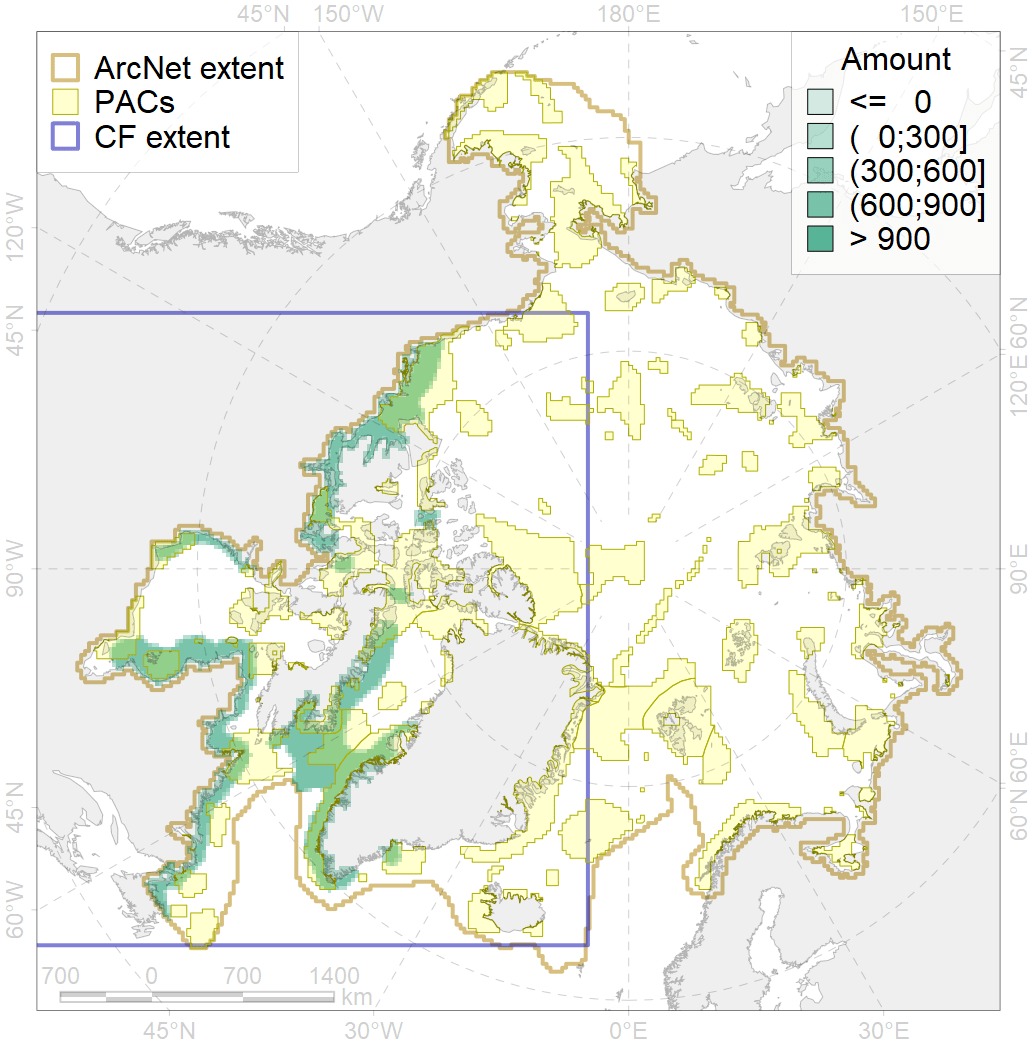 45°N 150°W 180°E 150°E
ArcNet extent
PACs
CF extent
Amount
<= 0
( 0;300]
(300;600]
(600;900]
> 900
45°N
120°W
45°N
90°W
45°N
60°W
60°N
120°E
90°E
60°E
60°N
700 0 700 1400
km
45°N 30°W 0°E 30°E